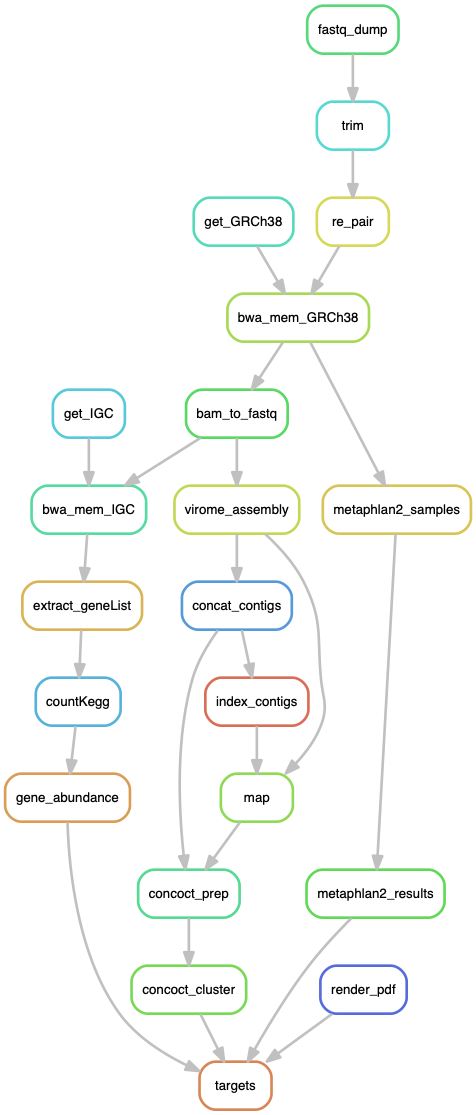 fastq_dump
trim
get_GRCh38
re_pair
bwa_mem_GRCh38
get_IGC
bam_to_fastq
bwa_mem_IGC
virome_assembly
metaphlan2_samples
extract_geneList
concat_contigs
countKegg
index_contigs
gene_abundance
map
concoct_prep
metaphlan2_results
concoct_cluster
render_pdf
targets